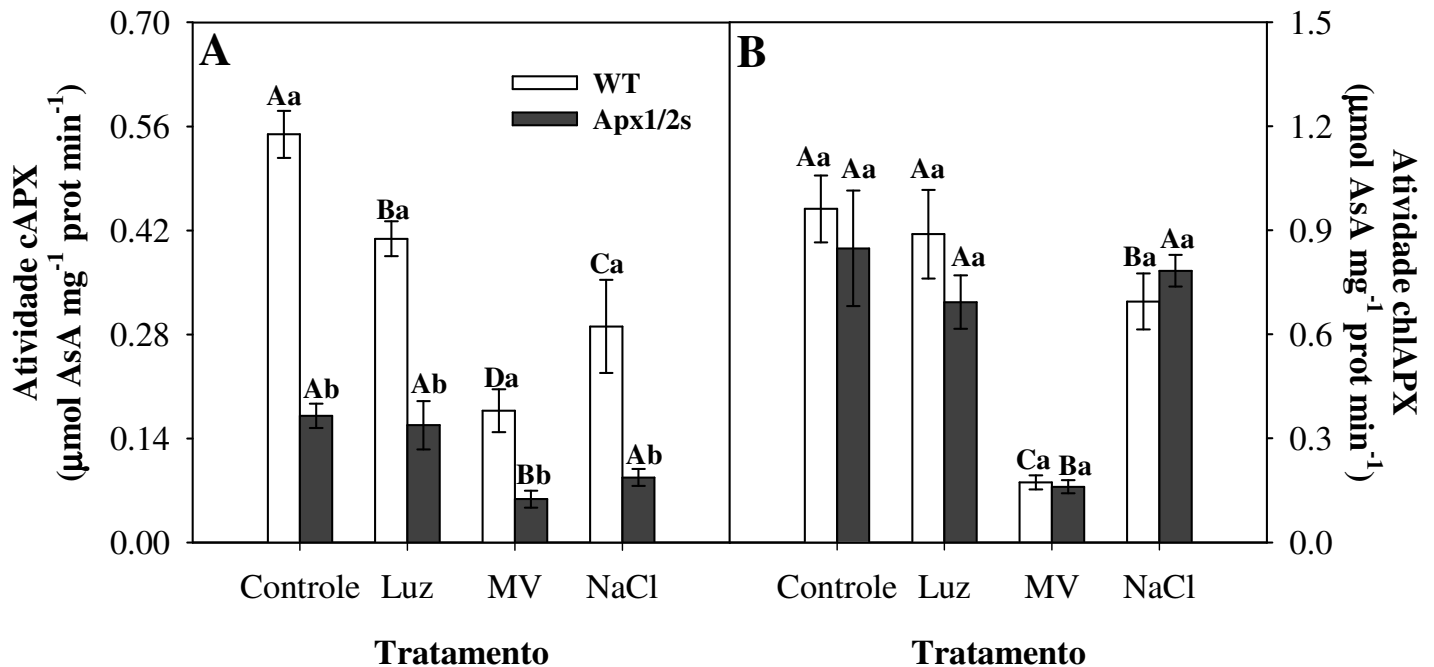 Atividade cAPX
(µmol AsA mg-1 prot min-1)
0.70
0.56
0.42
0.28
0.14
0.00
A
WT
Apx1/2s
Aa
Ab
Ba
Ab
Da
Bb
Ca
Ab
Controle
Luz
MV
NaCl
Tratamento
B
Aa
Aa
Aa
Aa
Ca
Ba
Ba
Aa
Controle
Luz
MV
NaCl
Tratamento
1.5
1.2
0.9
0.6
0.3
0.0
Atividade chlAPX
(µmol AsA mg-1 prot min-1)